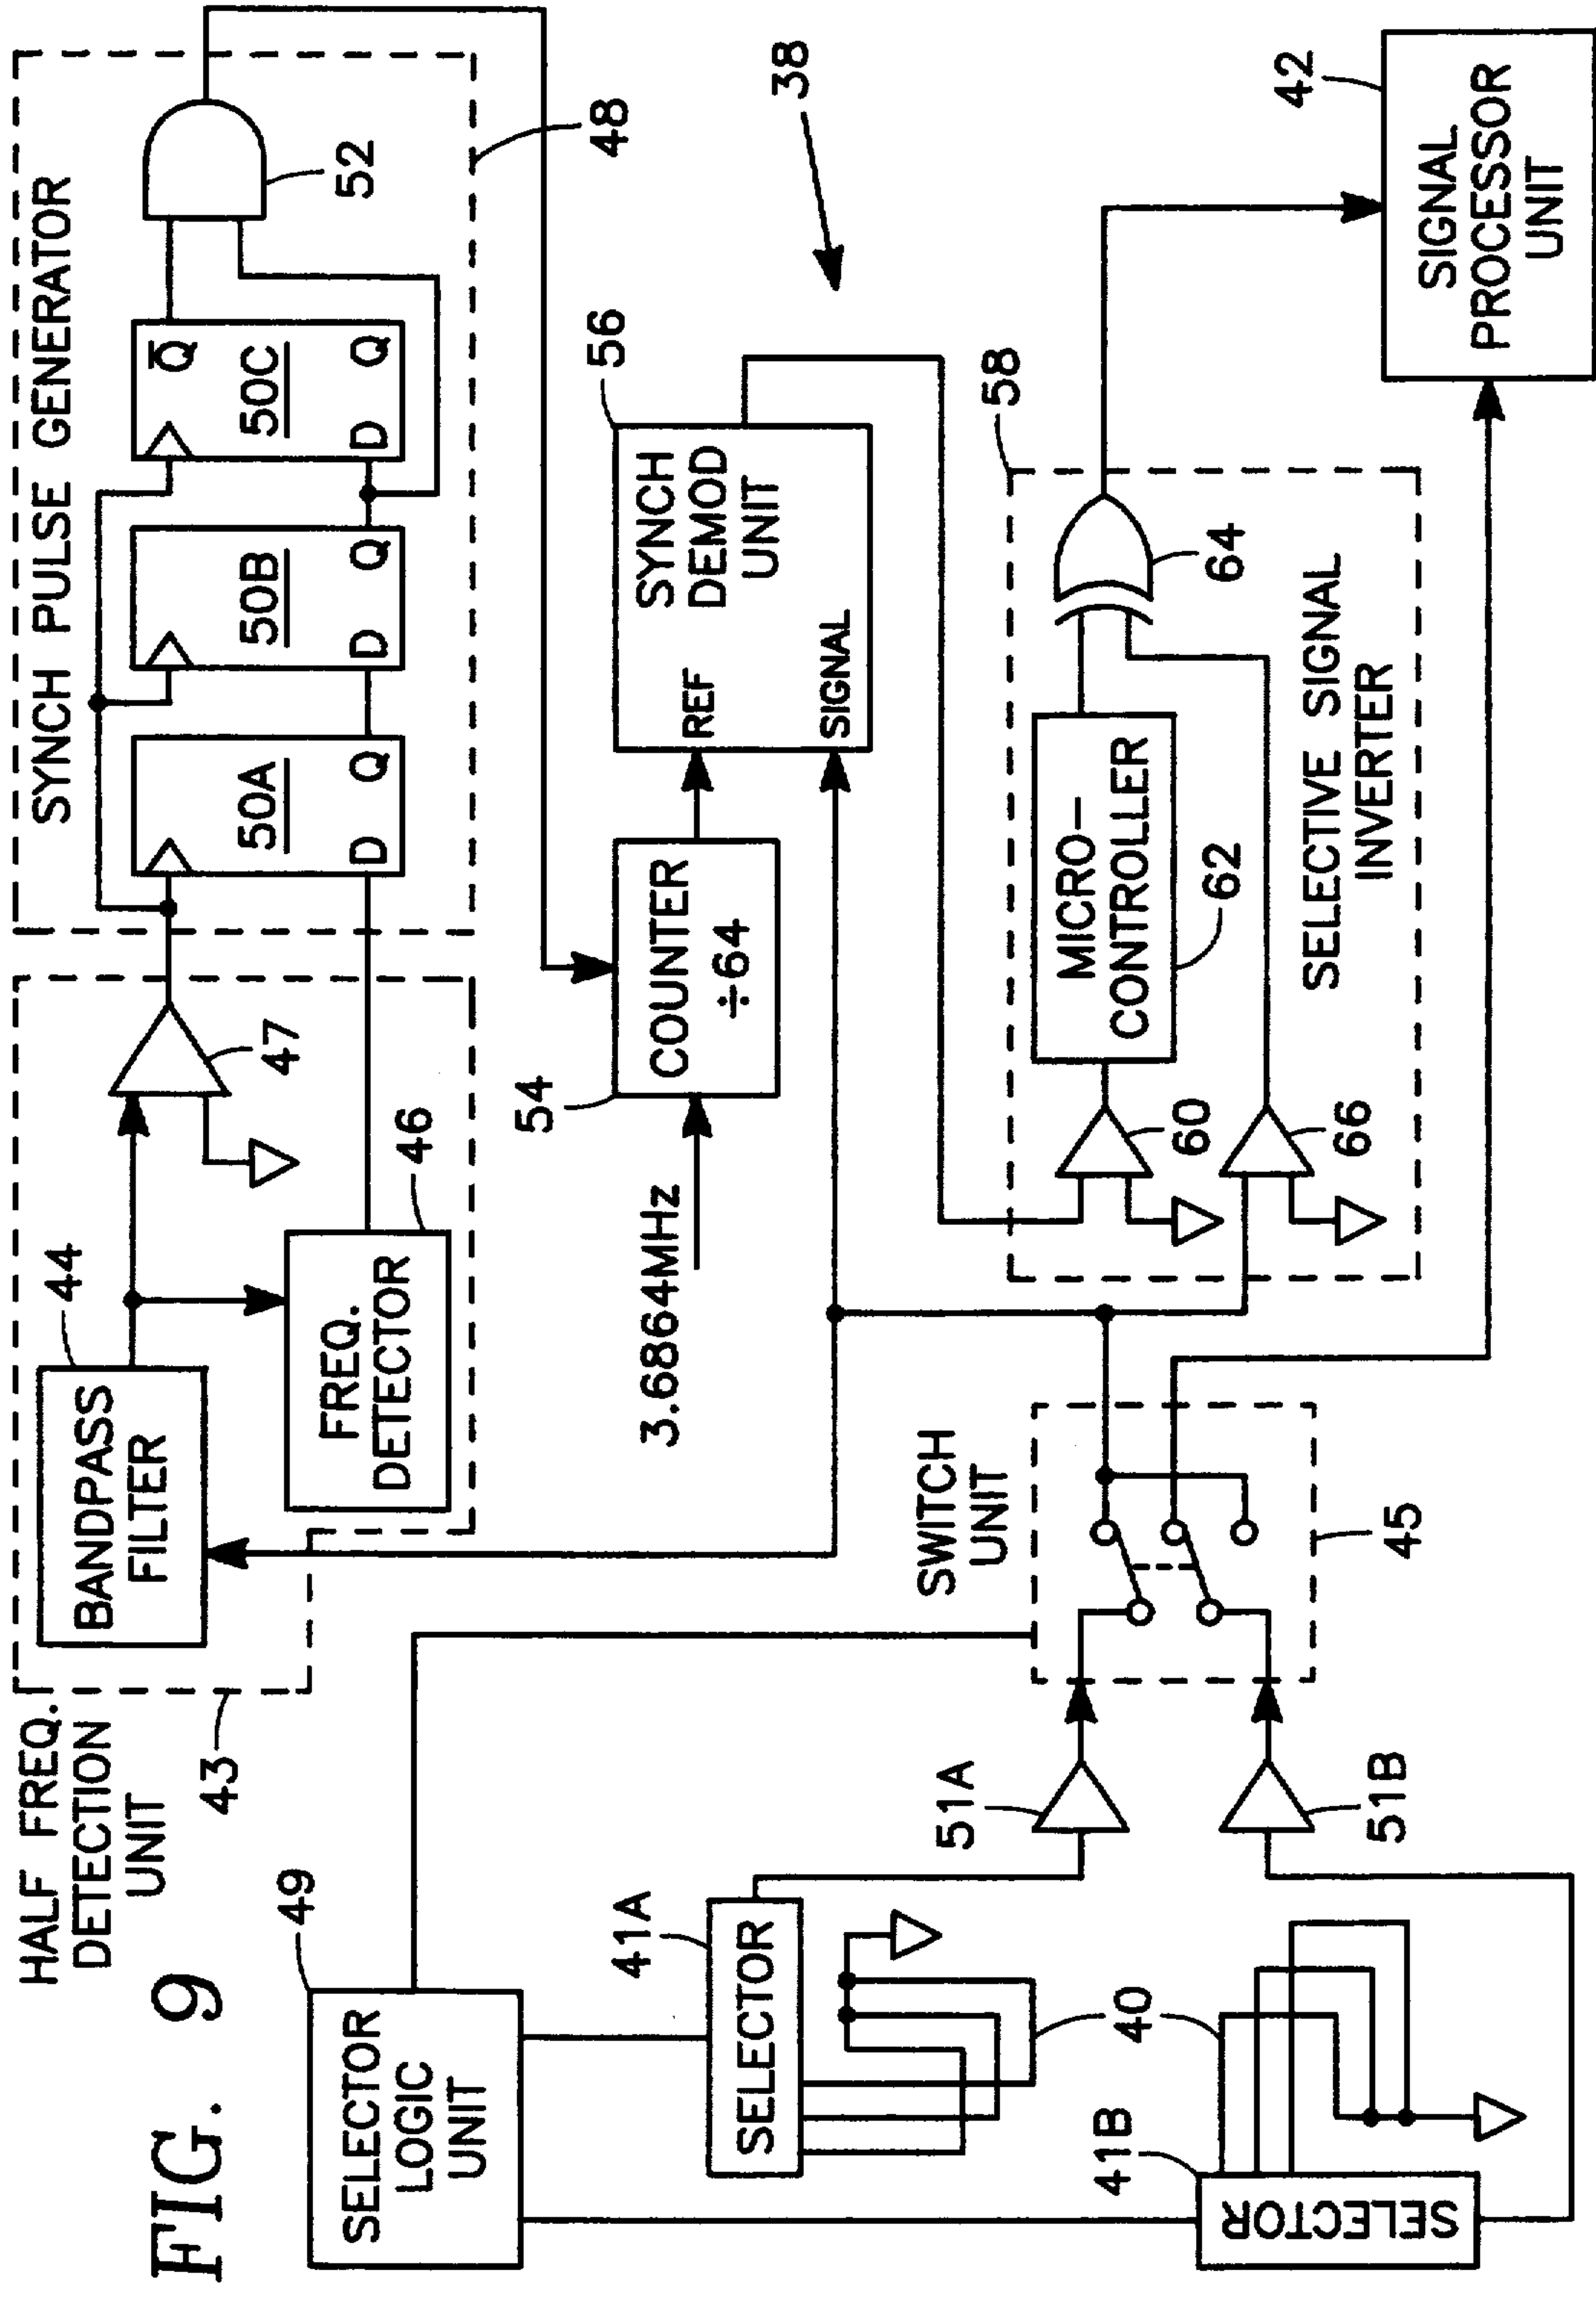 FIG. 9
HALF FREQ.
DETECTION
UNIT
43
44
BANDPASS
FILTER
FREQ.
DETECTOR
46
47
SYNCH PULSE GENERATOR
50A
D
Q
50B
D
Q
50C
D
Q̅
Q
52
48
49
SELECTOR
LOGIC
UNIT
3.6864MHz
54
COUNTER
÷64
56
SYNCH
DEMOD
UNIT
REF
SIGNAL
38
41A
SELECTOR
40
41B
SELECTOR
51A
51B
SWITCH
UNIT
45
58
60
MICRO-
CONTROLLER
62
64
66
SELECTIVE SIGNAL
INVERTER
42
SIGNAL
PROCESSOR
UNIT